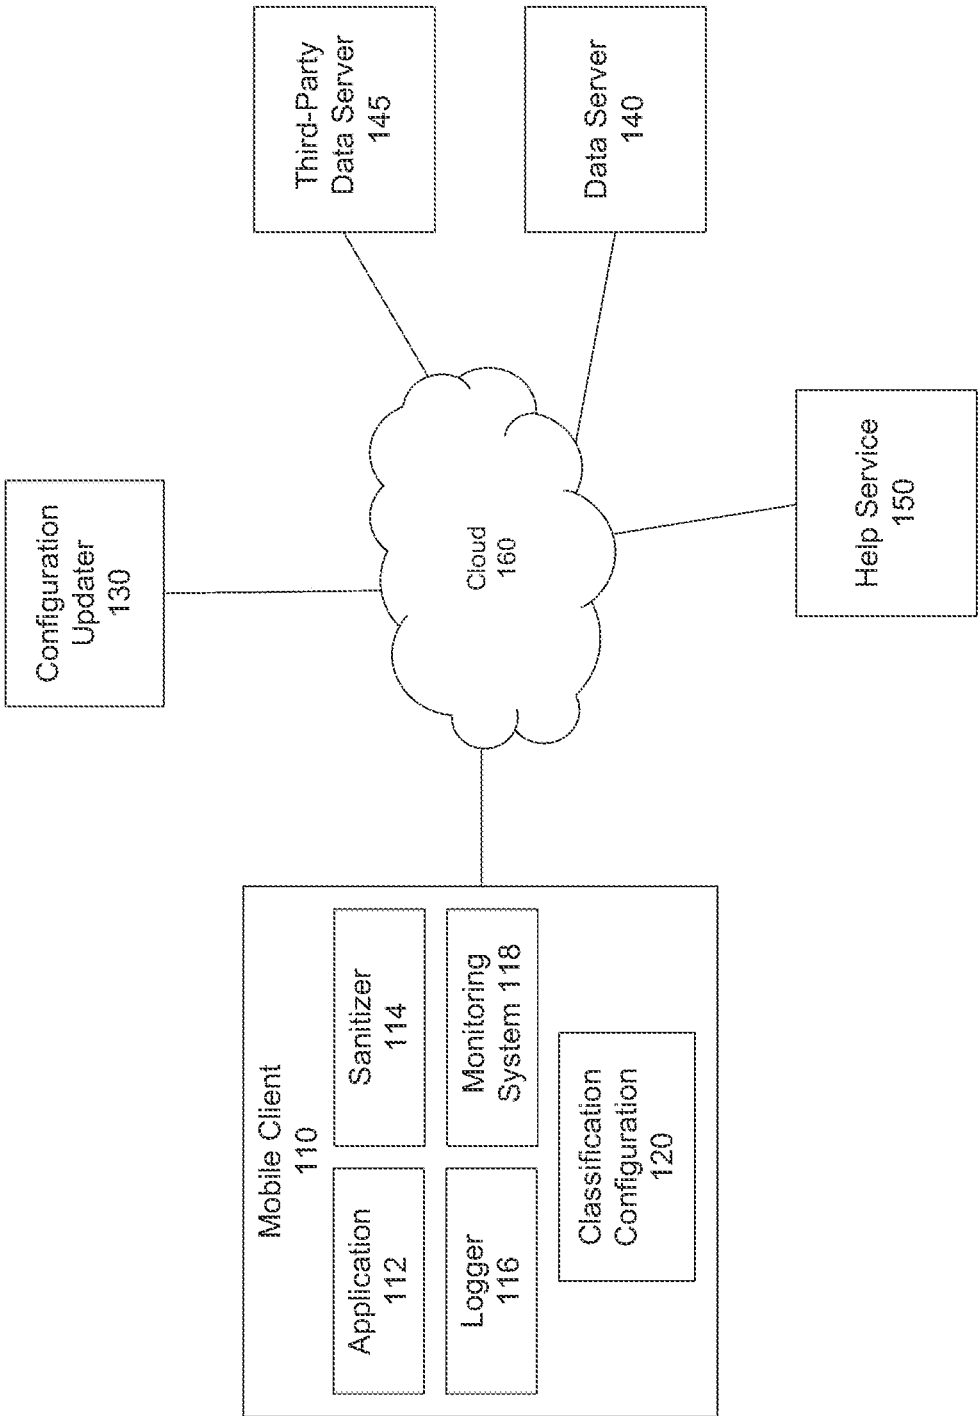 Mobile Client
110
Application
112
Sanitizer
114
Logger
116
Monitoring
System 118
Classification
Configuration
120
Configuration
Updater
130
Cloud
160
Third-Party
Data Server
145
Data Server
140
Help Service
150